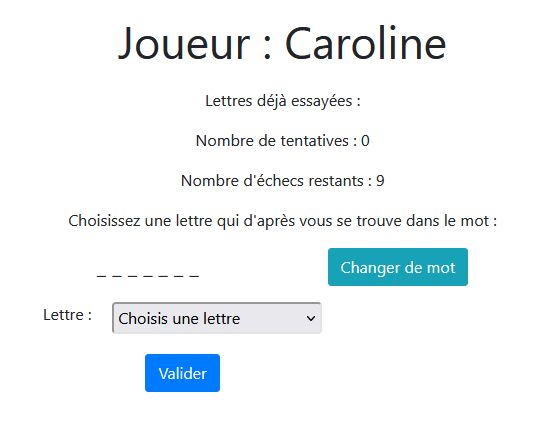 Joueur : Caroline
Lettres déjà essayées :
Nombre de tentatives : 0
Nombre d'échecs restants : 9
Choisissez une lettre qui d'après vous se trouve dans le mot :
_ _ _ _ _ _ _ Changer de mot
Lettre : Choisis une lettre
Valider